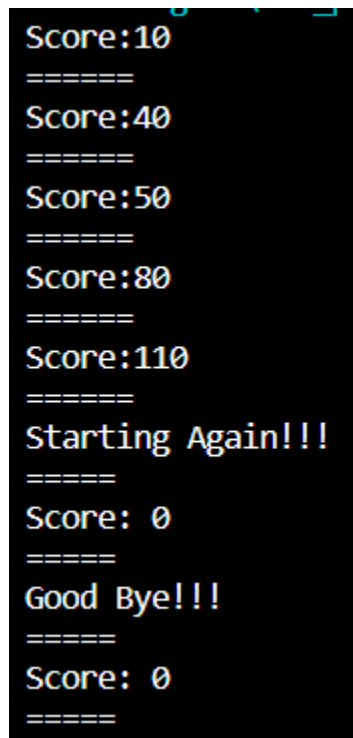 Score:10
======
Score:40
======
Score:50
======
Score:80
======
Score:110
======
Starting Again!!!
=====
Score: 0
=====
Good Bye!!!
=====
Score: 0
=====